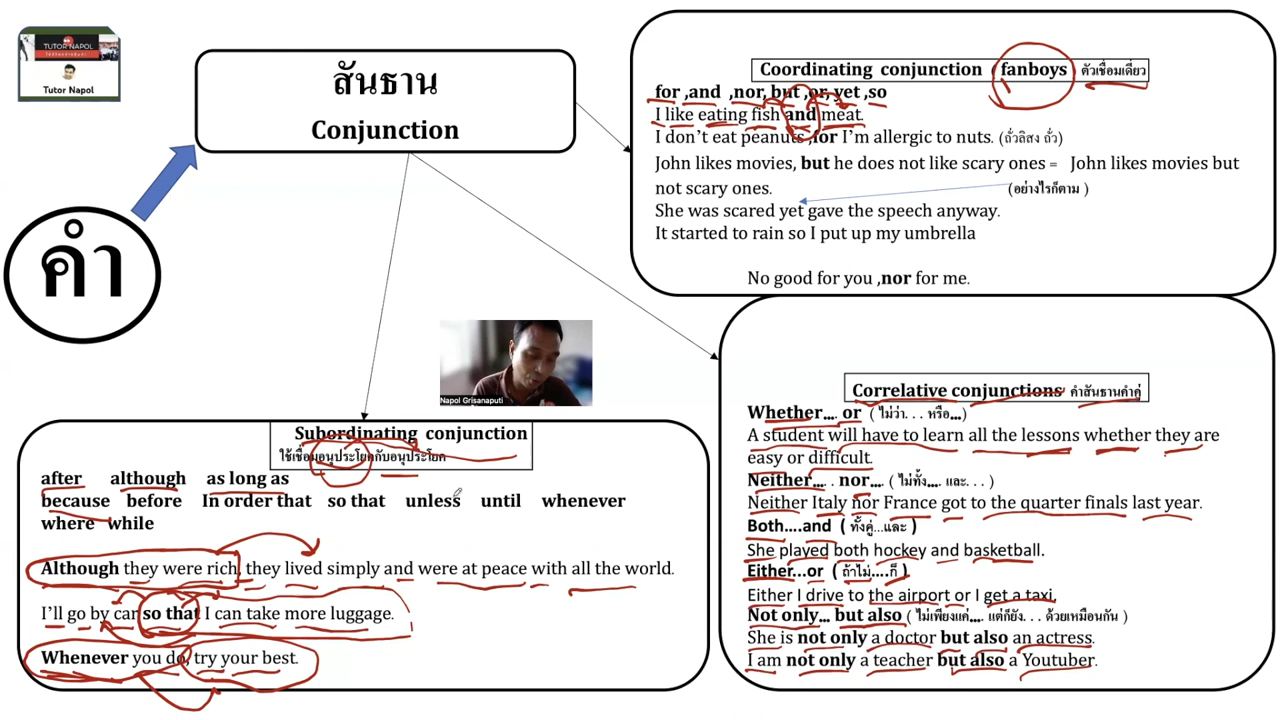 TUTOR NAPOL
Tutor Napol
สันธาน
Conjunction
คำ
Coordinating conjunction fanboys ตัวเชื่อมเดี่ยว
for ,and ,nor, but ,or, yet ,so
I like eating fish and meat.
I don't eat peanuts ,for I'm allergic to nuts. (ถั่วลิสง ถั่ว)
John likes movies, but he does not like scary ones = John likes movies but
not scary ones. (อย่างไรก็ตาม )
She was scared yet gave the speech anyway.
It started to rain so I put up my umbrella
No good for you ,nor for me.
Napol Grisanaputi
Subordinating conjunction
ใช้เชื่อมอนุประโยคกับอนุประโยค
after although as long as
because before In order that so that unless until whenever
where while
Although they were rich, they lived simply and were at peace with all the world.
I'll go by car so that I can take more luggage.
Whenever you do, try your best.
Correlative conjunctions คำสันธานคำคู่
Whether.... or ( ไม่ว่า. . . หรือ....)
A student will have to learn all the lessons whether they are
easy or difficult.
Neither... . nor... . ( ไม่ทั้ง.... และ. . . )
Neither Italy nor France got to the quarter finals last year.
Both....and ( ทั้งคู่...และ )
She played both hockey and basketball.
Either...or ( ถ้าไม่....ก็ )
Either I drive to the airport or I get a taxi,
Not only... but also ( ไม่เพียงแค่.... แต่ก็ยัง. . . ด้วยเหมือนกัน )
She is not only a doctor but also an actress.
I am not only a teacher but also a Youtuber.